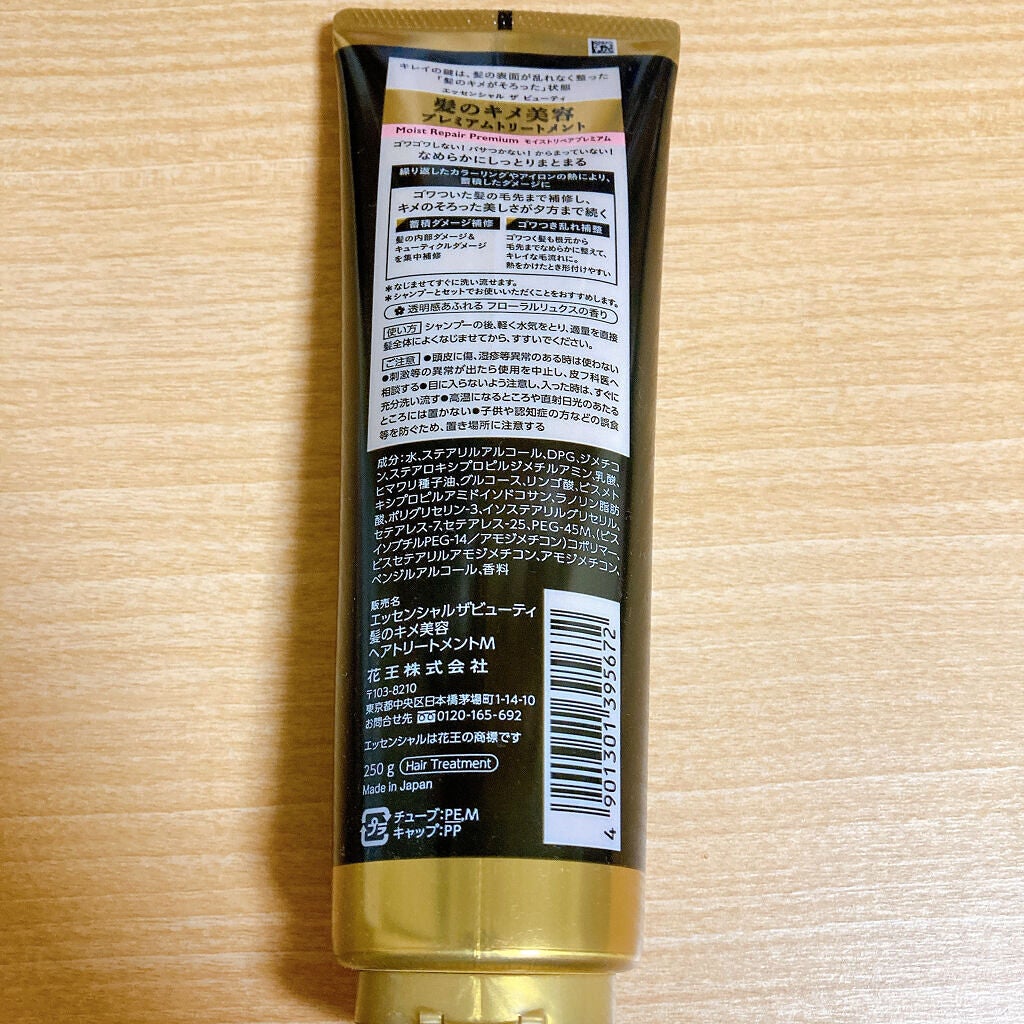 キレイの鍵は、髪の表面が乱れなく整った
「髪のキメがそろった」状態
エッセンシャル ザ ビューティ
髪のキメ美容
プレミアムトリートメント
Moist Repair Premium モイストリペアプレミアム
ゴワゴワしない！パサつかない！からまっていない！
なめらかにしっとりまとまる
繰り返したカラーリングやアイロンの熱により、
蓄積したダメージに
ゴワついた髪の毛先まで補修し、
キメのそろった美しさが夕方まで続く
蓄積ダメージ補修
髪の内部ダメージ&
キューティクルダメージ
を集中補修
ゴワつき乱れ補整
ゴワつく髪も根元から
毛先までなめらかに整えて、
キレイな毛流れに。
熱をかけたとき形付けやすい
*なじませてすぐに洗い流せます。
*シャンプーとセットでお使いいただくことをおすすめします。
透明感あふれる フローラルリュクスの香り
使い方 シャンプーの後、軽く水気をとり、適量を直接
髪全体によくなじませてから、すすいでください。
ご注意 ●頭皮に傷、湿疹等異常のある時は使わない
●刺激等の異常が出たら使用を中止し、皮フ科医へ
相談する●目に入らないよう注意し、入った時は、すぐに
充分洗い流す●高温になるところや直射日光のあたる
ところには置かない●子供や認知症の方などの誤食
等を防ぐため、置き場所に注意する
成分：水、ステアリルアルコール、DPG、ジメチコ
ン、ステアロキシプロピルジメチルアミン、乳酸、
ヒマワリ種子油、グルコース、リンゴ酸、ビスメト
キシプロピルアミドイソドコサン、ラノリン脂肪
酸、ポリグリセリン-3、イソステアリルグリセリル、
セテアレス-7、セテアレス-25、PEG-45M、(ビス
イソブチルPEG-14／アモジメチコン)コポリマー、
ビスセテアリルアモジメチコン、アモジメチコン、
ベンジルアルコール、香料
販売名
エッセンシャルザビューティ
髪のキメ美容
ヘアトリートメントM
花王株式会社
〒103-8210
東京都中央区日本橋茅場町1-14-10
お問合せ先 0120-165-692
エッセンシャルは花王の商標です
250 g Hair Treatment
Made in Japan
プラ チューブ:PE,M
キャップ:PP
4 901301 395672